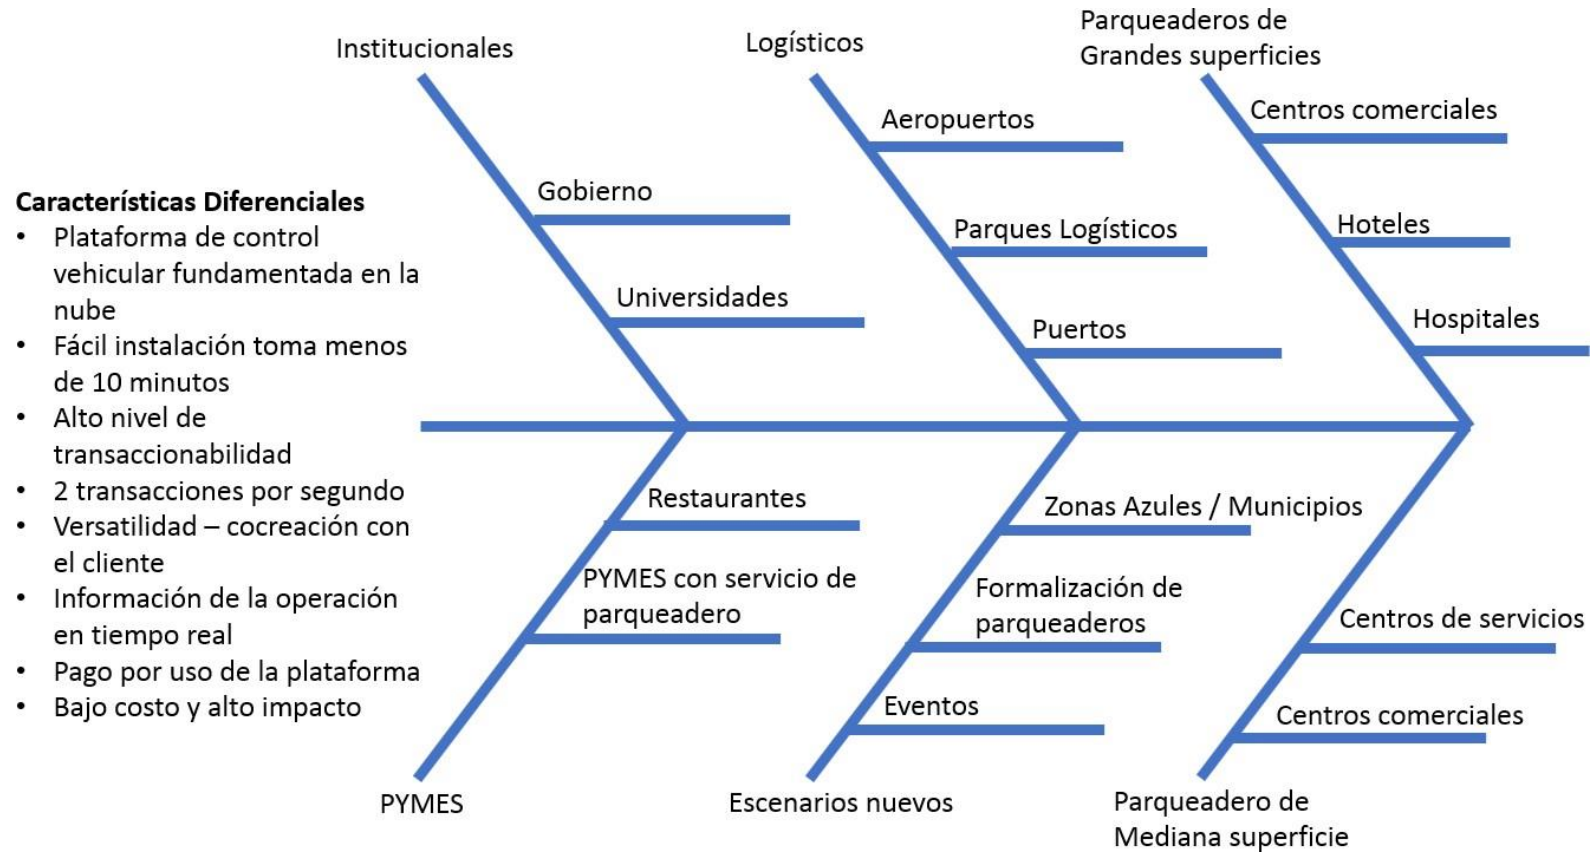 Institucionales
Logísticos
Parqueaderos de
Grandes superficies
Aeropuertos
Centros comerciales
Gobierno
Parques Logísticos
Hoteles
Universidades
Puertos
Hospitales
Características Diferenciales
• Plataforma de control
vehicular fundamentada en la
nube
• Fácil instalación toma menos
de 10 minutos
• Alto nivel de
transaccionabilidad
• 2 transacciones por segundo
• Versatilidad – cocreación con
el cliente
• Información de la operación
en tiempo real
• Pago por uso de la plataforma
• Bajo costo y alto impacto
Restaurantes
PYMES con servicio de
parqueadero
PYMES
Zonas Azules / Municipios
Formalización de
parqueaderos
Eventos
Escenarios nuevos
Centros de servicios
Centros comerciales
Parqueadero de
Mediana superficie